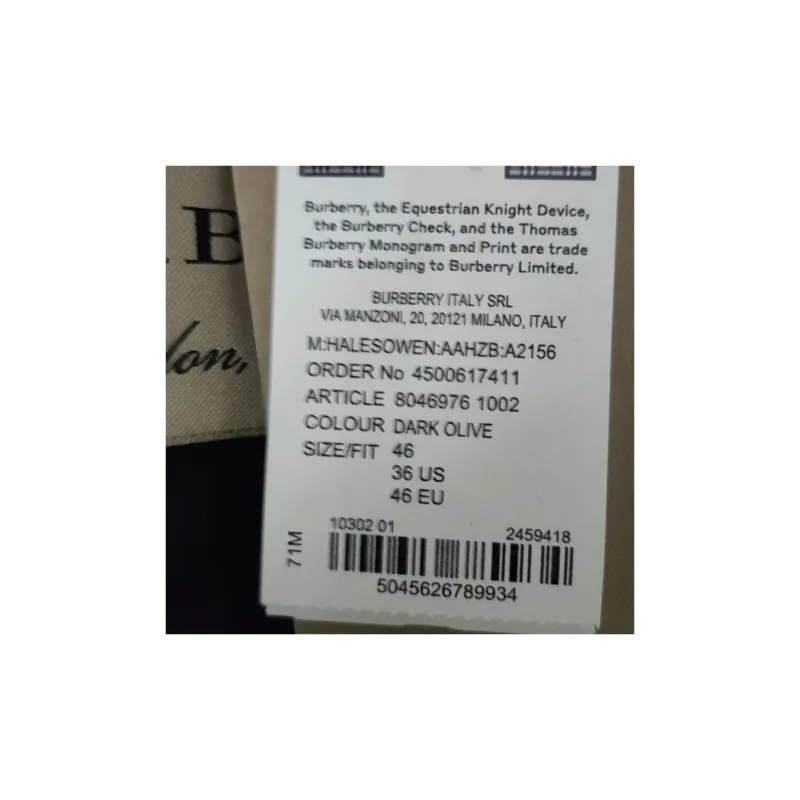 B
don,
Burberry, the Equestrian Knight Device,
the Burberry Check, and the Thomas
Burberry Monogram and Print are trade
marks belonging to Burberry Limited.
BURBERRY ITALY SRL
VIA MANZONI, 20, 20121 MILANO, ITALY
M:HALESOWEN:AAHZB:A2156
ORDER No 4500617411
ARTICLE 8046976 1002
COLOUR DARK OLIVE
SIZE/FIT 46
36 US
46 EU
71M
10302 01 2459418
5045626789934